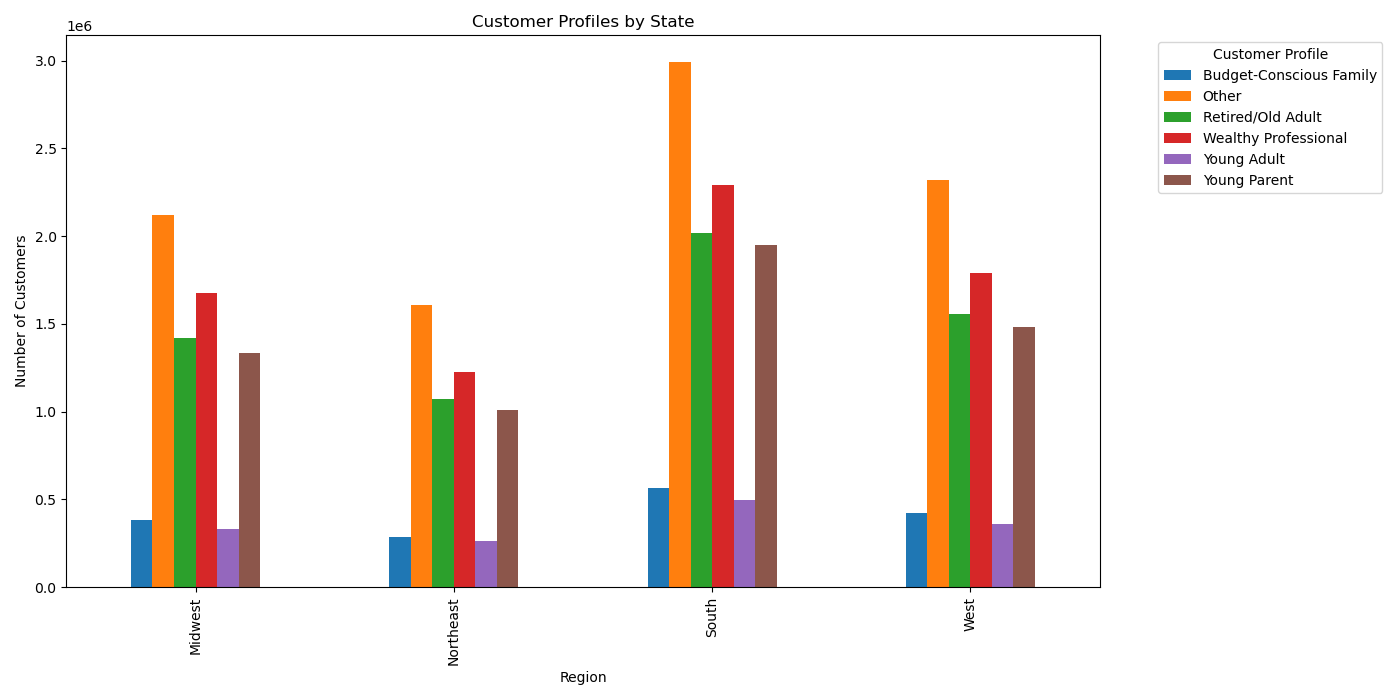 Customer Profiles by State
1e6
3.0
2.5
2.0
1.5
1.0
0.5
0.0
Number of Customers
Midwest
Northeast
South
West
Region
Customer Profile
Budget-Conscious Family
Other
Retired/Old Adult
Wealthy Professional
Young Adult
Young Parent